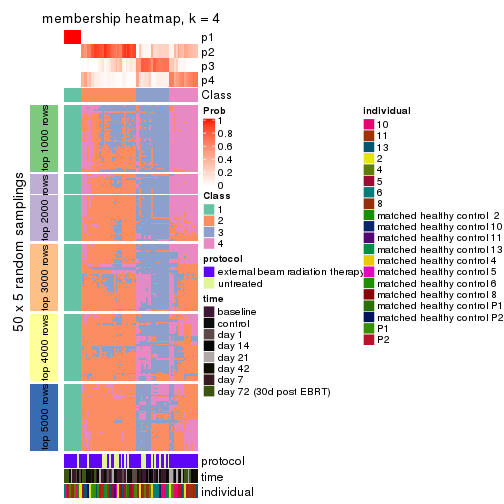 membership heatmap, k = 4
p1
p2
p3
p4
Class
50 x 5 random samplings
top 1000 rows
top 2000 rows
top 3000 rows
top 4000 rows
top 5000 rows
protocol
time
individual
Prob
1
0.8
0.6
0.4
0.2
0
Class
1
2
3
4
protocol
external beam radiation therapy
untreated
time
baseline
control
day 1
day 14
day 21
day 42
day 7
day 72 (30d post EBRT)
individual
10
11
13
2
4
5
6
8
matched healthy control 2
matched healthy control 10
matched healthy control 11
matched healthy control 13
matched healthy control 4
matched healthy control 5
matched healthy control 6
matched healthy control 8
matched healthy control P1
matched healthy control P2
P1
P2